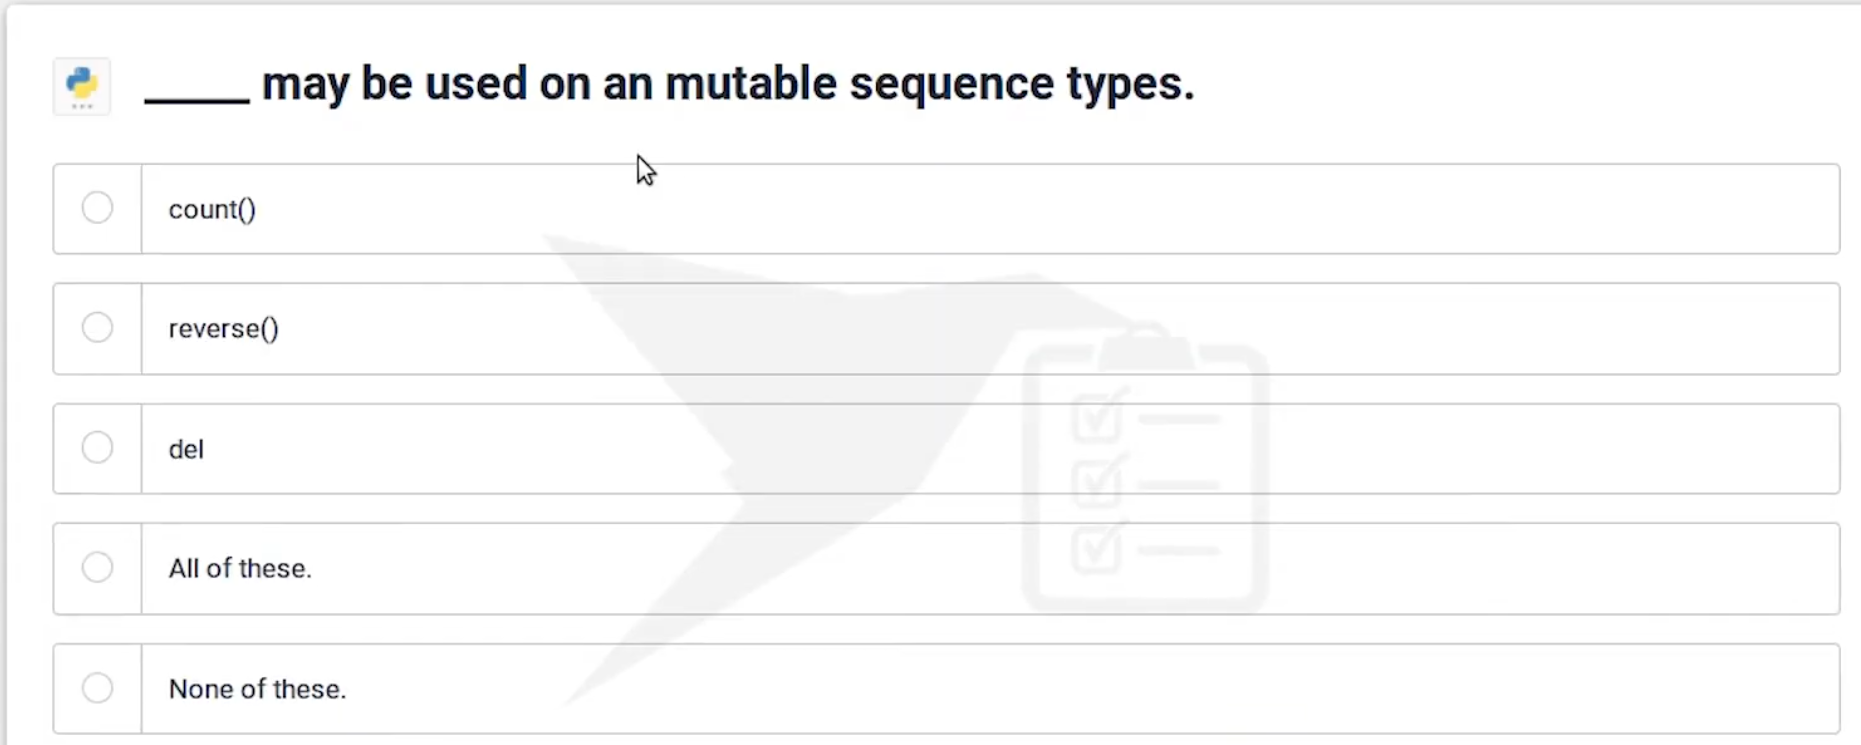 _____ may be used on an mutable sequence types.
count()
reverse()
del
All of these.
None of these.